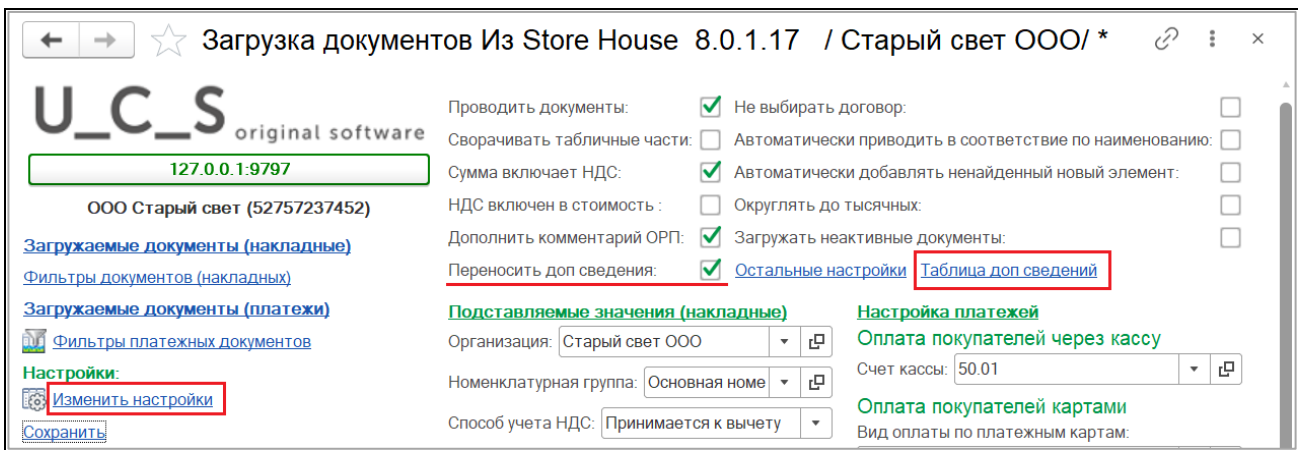 Загрузка документов Из Store House 8.0.1.17 / Старый свет ООО/ *
U_C_S original software
127.0.0.1:9797
ООО Старый свет (52757237452)
Загружаемые документы (накладные)
Фильтры документов (накладных)
Загружаемые документы (платежи)
Фильтры платежных документов
Настройки:
Изменить настройки
Сохранить
Проводить документы: Не выбирать договор:
Сворачивать табличные части: Автоматически приводить в соответствие по наименованию:
Сумма включает НДС: Автоматически добавлять ненайденный новый элемент:
НДС включен в стоимость : Округлять до тысячных:
Дополнить комментарий ОРП: Загружать неактивные документы:
Переносить доп сведения: Остальные настройки Таблица доп сведений
Подставляемые значения (накладные)
Организация: Старый свет ООО
Номенклатурная группа: Основная номе
Способ учета НДС: Принимается к вычету
Настройка платежей
Оплата покупателей через кассу
Счет кассы: 50.01
Оплата покупателей картами
Вид оплаты по платежным картам: